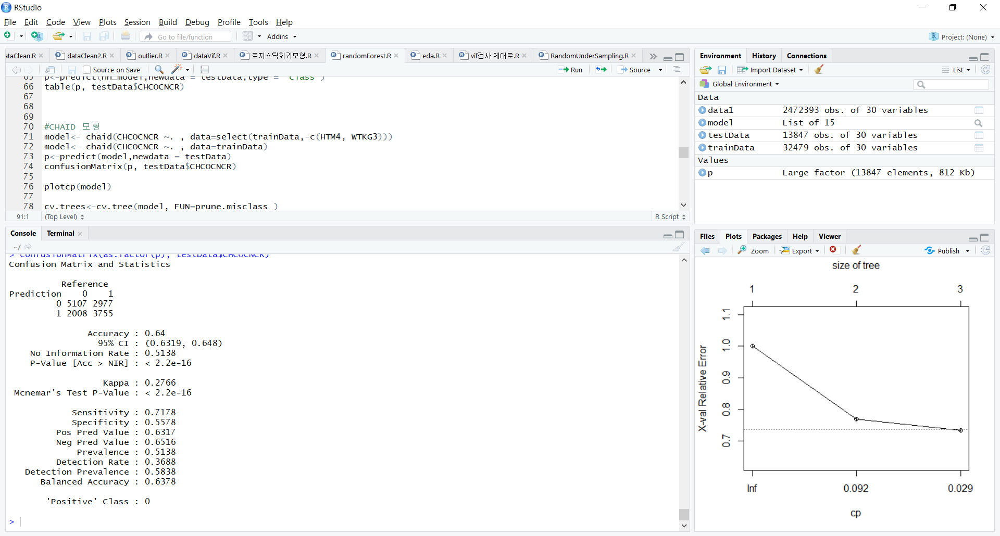 RStudio
File Edit Code View Plots Session Build Debug Profile Tools Help
Go to file/function Addins Project: (None)
ataClean.R dataClean2.R outlier.R dataVif.R 로지스틱회귀모형.R randomForest.R eda.R vif검사 제대로.R RandomUnderSampling.R
Source on Save Run Source
65 p<-predict(nn_model,newdata = testData,type = "class")
66 table(p, testData$CHCOCNCR)
67
68
69
70 #CHAID 모형
71 model<- chaid(CHCOCNCR ~. , data=select(trainData,-c(HTM4, WTKG3)))
72 model<- chaid(CHCOCNCR ~. , data=trainData)
73 p<-predict(model,newdata = testData)
74 confusionMatrix(p, testData$CHCOCNCR)
75
76 plotcp(model)
77
78 cv.trees<-cv.tree(model, FUN=prune.misclass )
91:1 (Top Level) R Script
Console Terminal
~/
> confusionMatrix(as.factor(p), testData$CHCOCNCR)
Confusion Matrix and Statistics
Reference
Prediction 0 1
0 5107 2977
1 2008 3755
Accuracy : 0.64
95% CI : (0.6319, 0.648)
No Information Rate : 0.5138
P-Value [Acc > NIR] : < 2.2e-16
Kappa : 0.2766
Mcnemar's Test P-Value : < 2.2e-16
Sensitivity : 0.7178
Specificity : 0.5578
Pos Pred Value : 0.6317
Neg Pred Value : 0.6516
Prevalence : 0.5138
Detection Rate : 0.3688
Detection Prevalence : 0.5838
Balanced Accuracy : 0.6378
'Positive' Class : 0
>
Environment History Connections
Import Dataset List
Global Environment
Data
data1 2472393 obs. of 30 variables
model List of 15
testData 13847 obs. of 30 variables
trainData 32479 obs. of 30 variables
Values
p Large factor (13847 elements, 812 Kb)
Files Plots Packages Help Viewer
Zoom Export Publish
size of tree
1 2 3
X-val Relative Error
1.1
1.0
0.9
0.8
0.7
Inf 0.092 0.029
cp